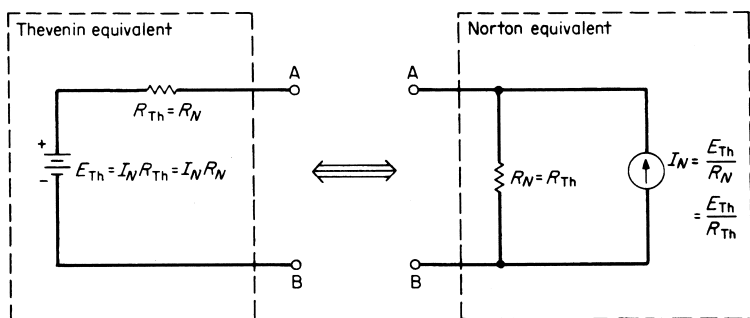 Thevenin equivalent
A
R_Th = R_N
+
-
E_Th = I_N R_Th = I_N R_N
B
Norton equivalent
A
R_N = R_Th
I_N = E_Th / R_N
= E_Th / R_Th
B